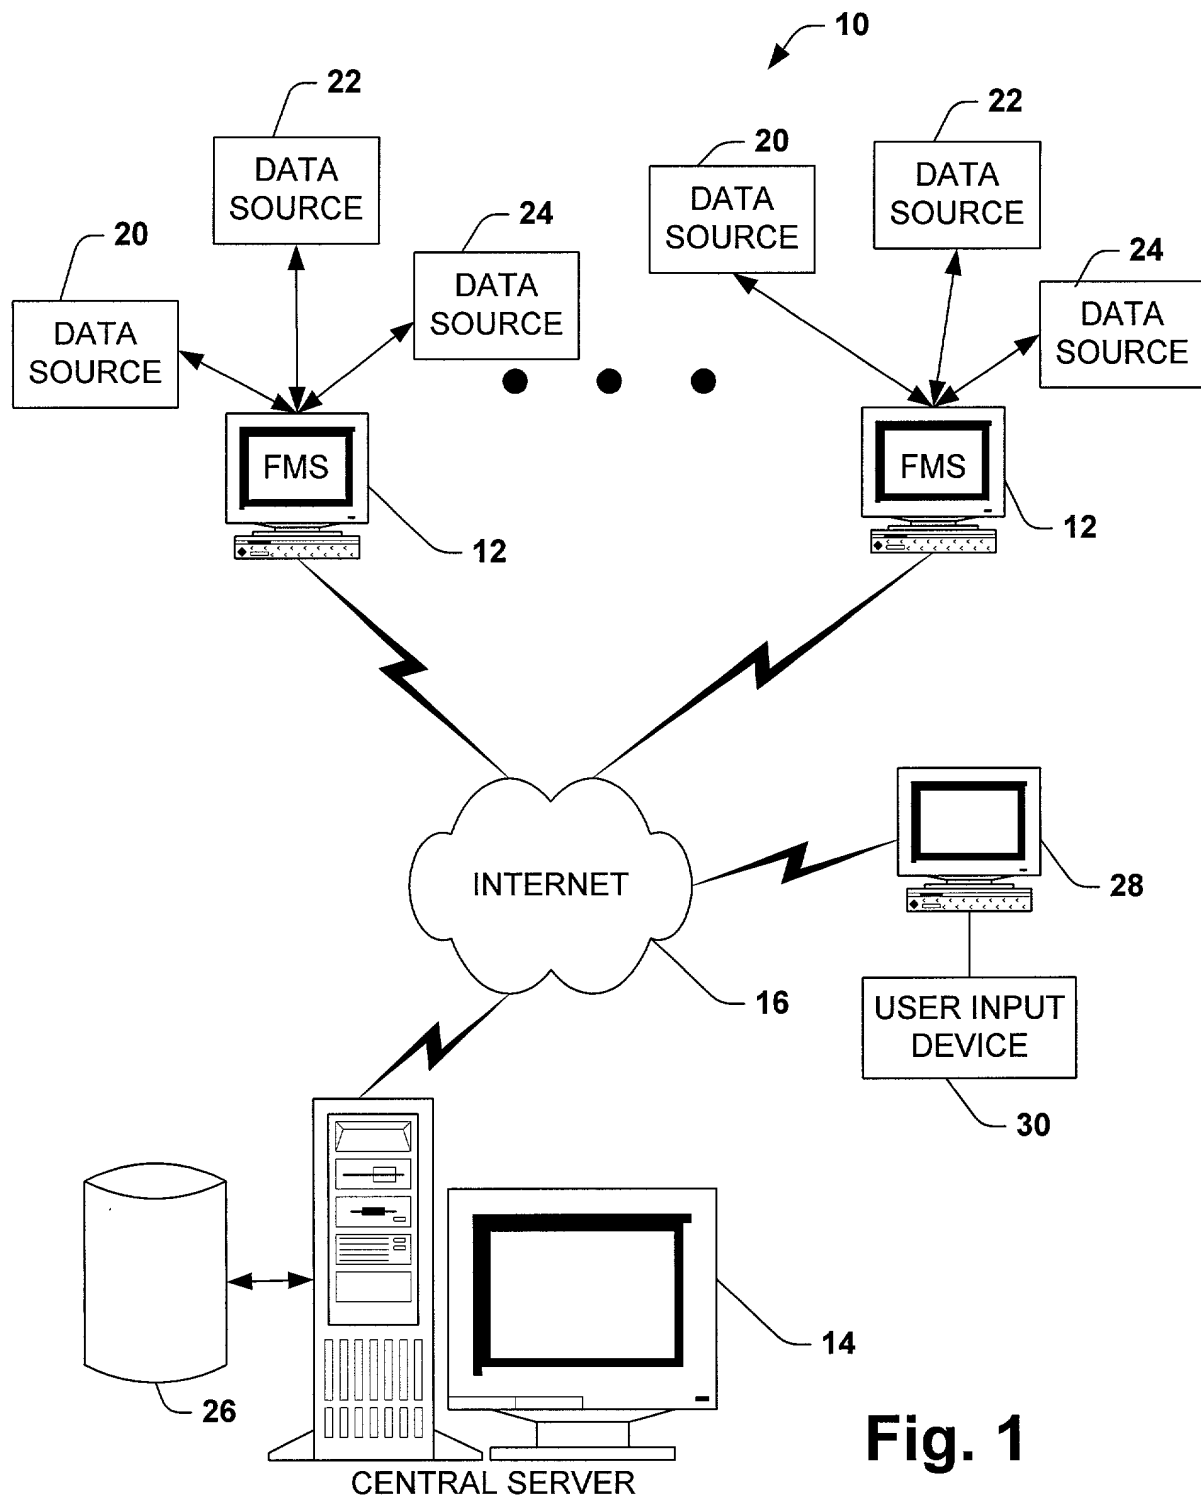 10
22
22
20
DATA
SOURCE
DATA
SOURCE
24
DATA
SOURCE
20
24
DATA
SOURCE
DATA
SOURCE
DATA
SOURCE
FMS
FMS
12
12
INTERNET
28
16
USER INPUT
DEVICE
30
14
26
Fig. 1
CENTRAL SERVER